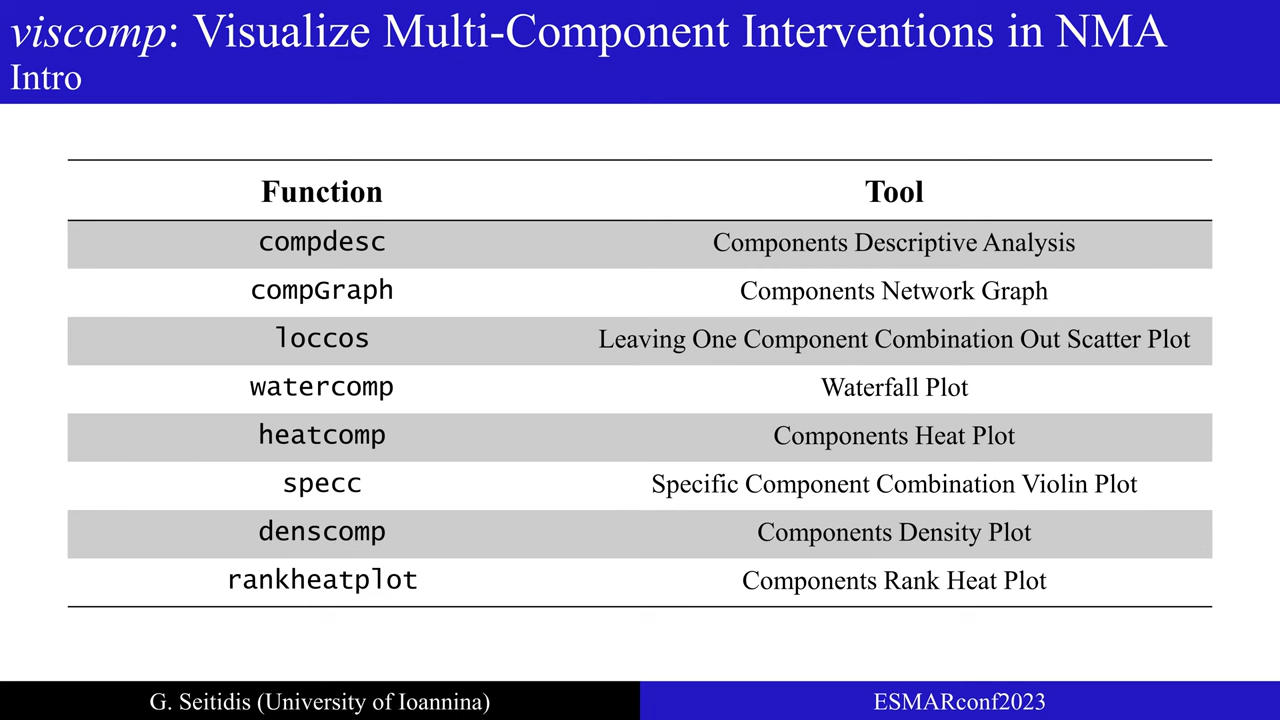 viscomp: Visualize Multi-Component Interventions in NMA
Intro
Function Tool
compdesc Components Descriptive Analysis
compGraph Components Network Graph
loccos Leaving One Component Combination Out Scatter Plot
watercomp Waterfall Plot
heatcomp Components Heat Plot
specc Specific Component Combination Violin Plot
denscomp Components Density Plot
rankheatplot Components Rank Heat Plot
G. Seitidis (University of Ioannina) ESMARconf2023